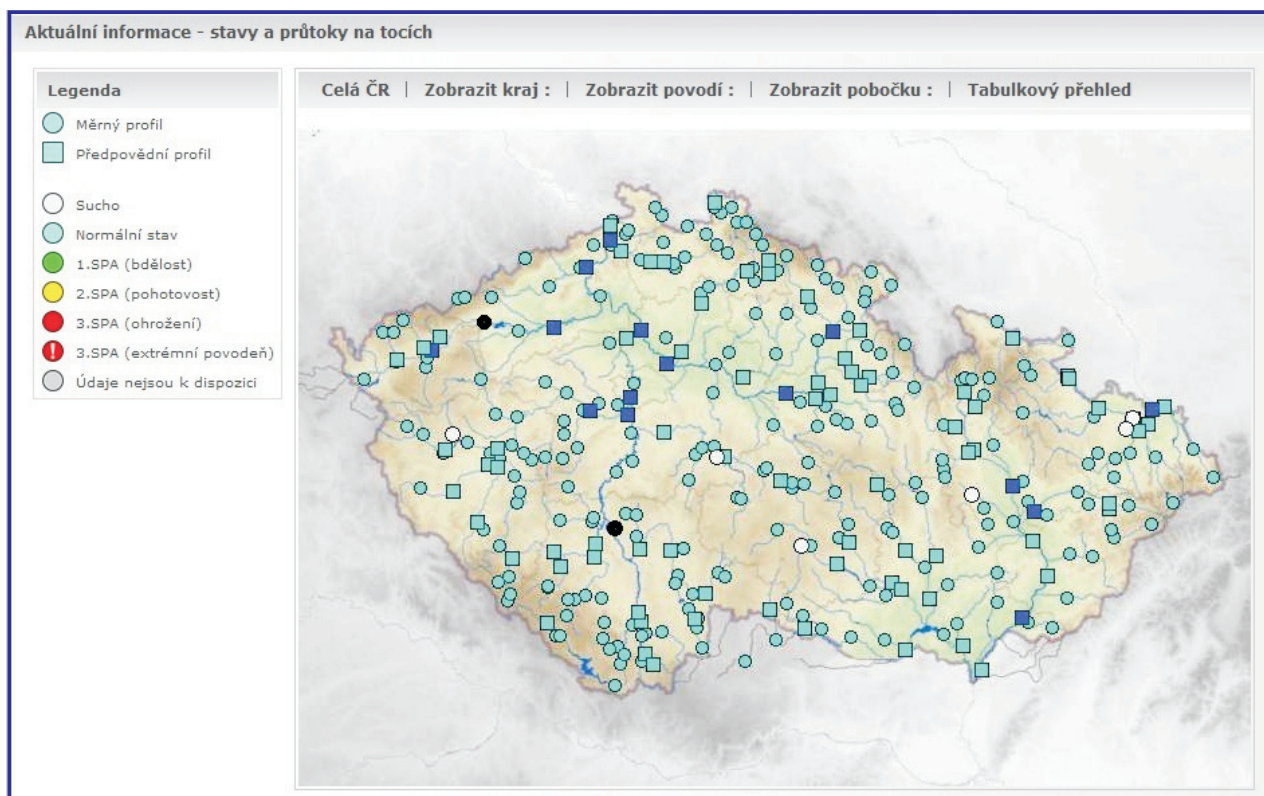 Aktuální informace - stavy a průtoky na tocích
Legenda
Měrný profil
Předpovědní profil
Sucho
Normální stav
1.SPA (bdělost)
2.SPA (pohotovost)
3.SPA (ohrožení)
! 3.SPA (extrémní povodeň)
Údaje nejsou k dispozici
Celá ČR | Zobrazit kraj : | Zobrazit povodí : | Zobrazit pobočku : | Tabulkový přehled